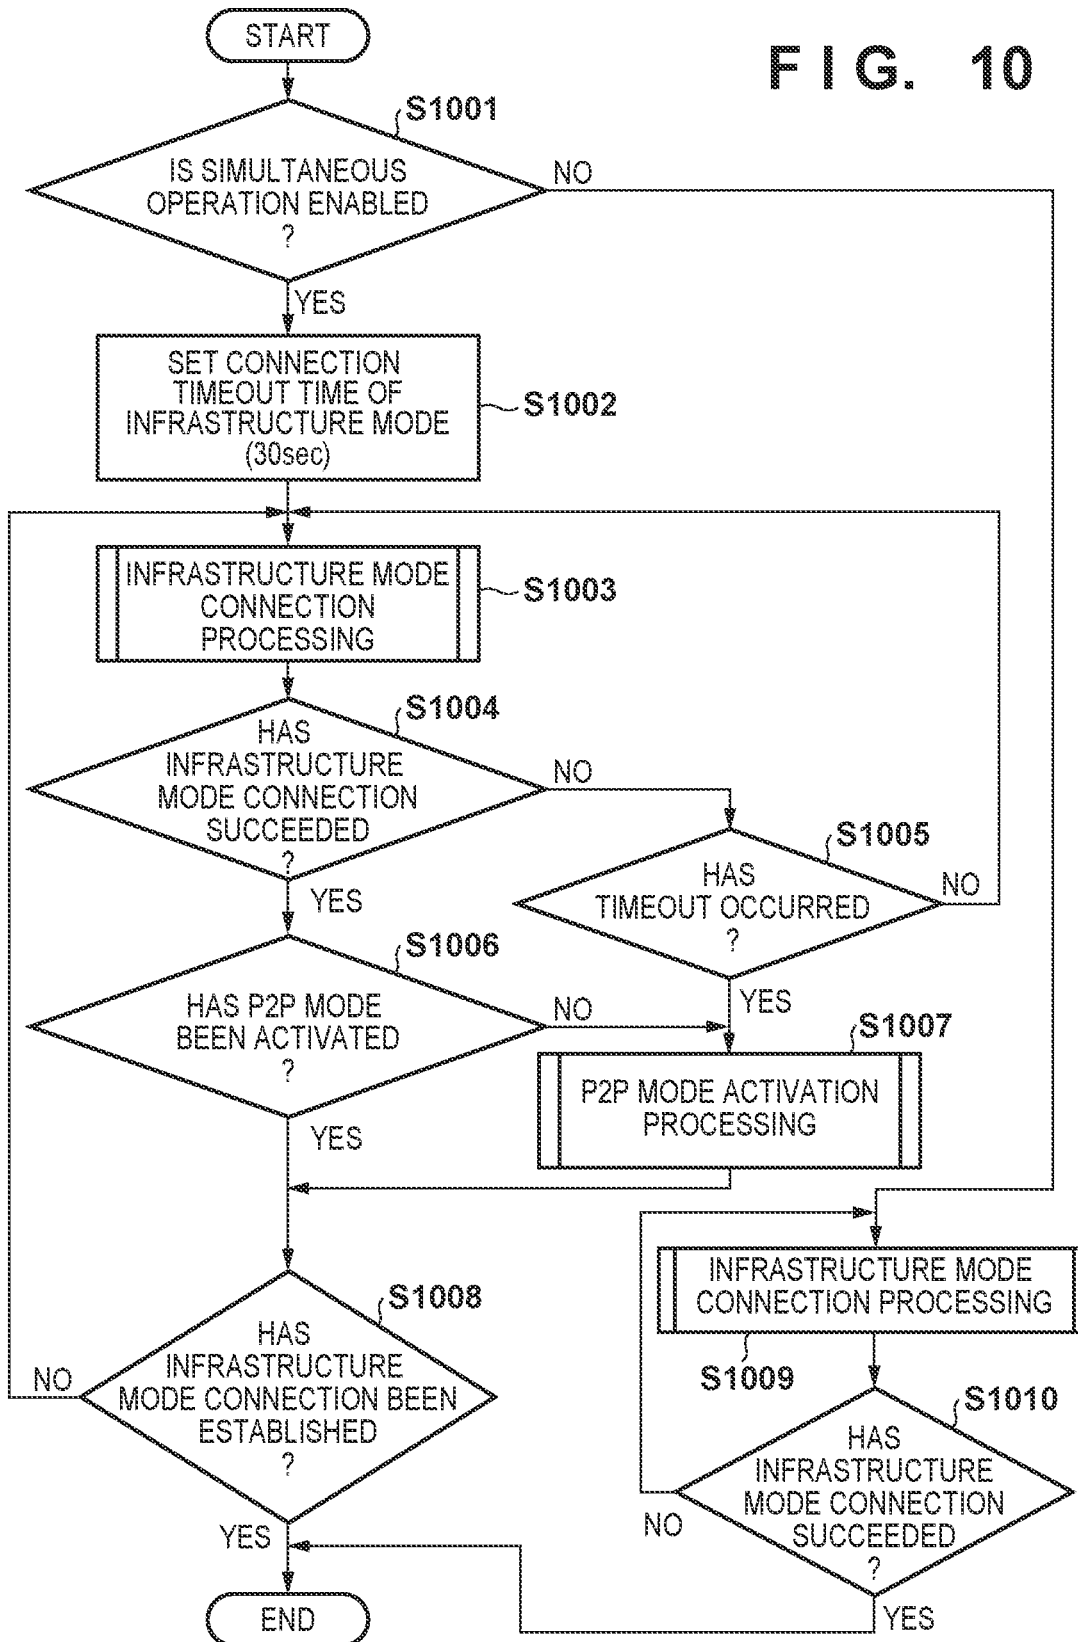 START
FIG. 10
S1001
IS SIMULTANEOUS
OPERATION ENABLED
?
NO
YES
SET CONNECTION
TIMEOUT TIME OF
INFRASTRUCTURE MODE
(30sec)
S1002
INFRASTRUCTURE MODE
CONNECTION
PROCESSING
S1003
S1004
HAS
INFRASTRUCTURE
MODE CONNECTION
SUCCEEDED
?
NO
YES
S1005
HAS
TIMEOUT OCCURRED
?
NO
YES
S1006
HAS P2P MODE
BEEN ACTIVATED
?
NO
YES
S1007
P2P MODE ACTIVATION
PROCESSING
S1008
HAS
INFRASTRUCTURE
MODE CONNECTION BEEN
ESTABLISHED
?
NO
YES
INFRASTRUCTURE MODE
CONNECTION PROCESSING
S1009
S1010
HAS
INFRASTRUCTURE
MODE CONNECTION
SUCCEEDED
?
NO
YES
END